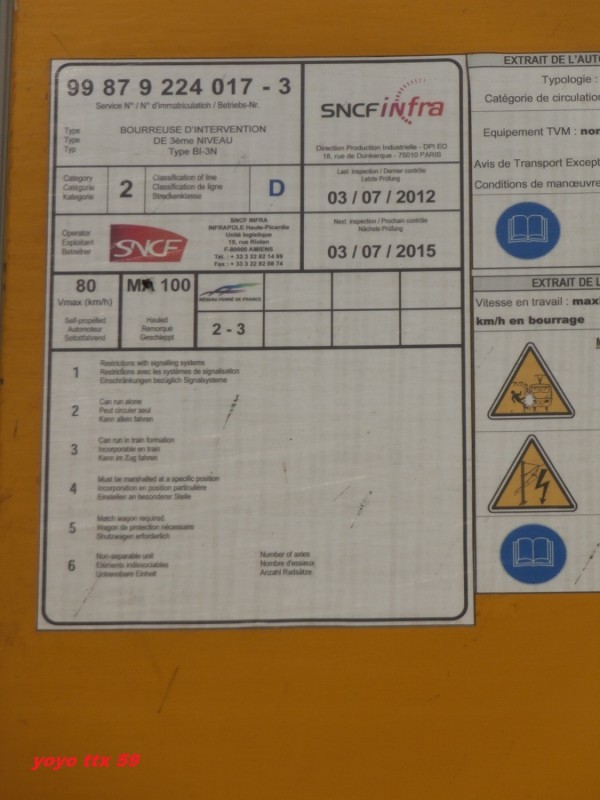 99 87 9 224 017 - 3
Service N° / N° d'immatriculation / Betriebs-Nr.
Type
Type
Typ
BOURREUSE D'INTERVENTION
DE 3ème NIVEAU
Type BI-3N
SNCF infra
Direction Production Industrielle - DPI EO
18, rue de Dunkerque - 75010 PARIS
Category
Catégorie
Kategorie
2
Classification of line
Classification de ligne
Streckenklasse
D
Last inspection / Dernier contrôle
Letzte Prüfung
03 / 07 / 2012
Operator
Exploitant
Betreiber
SNCF
SNCF INFRA
INFRAPOLE Haute-Picardie
Unité logistique
F-80000 AMIENS
Next inspection / Prochain contrôle
Nächste Prüfung
03 / 07 / 2015
80
Vmax (km/h)
100
RÉSEAU FERRÉ DE FRANCE
Self-propelled
Automoteur
Selbstfahrend
Hauled
Remorqué
Geschleppt
2 - 3
1
Restrictions with signalling systems
Restrictions avec les systèmes de signalisation
Einschränkungen bezüglich Signalsysteme
2
Can run alone
Peut circuler seul
Kann allein fahren
3
Can run in train formation
Incorporable en train
Kann im Zug fahren
4
Must be marshalled at a specific position
Incorporation en position particulière
Einstellen an besonderer Stelle
5
Match wagon required
Wagon de protection nécessaire
Shutzwagen erforderlich
6
Non-separable unit
Eléments indissociables
Untrennbare Einheit
Number of axles
Nombre d'essieux
Anzahl Radsätze
EXTRAIT DE L'AUTO
Typologie :
Catégorie de circulation
Equipement TVM : non
Avis de Transport Except
Conditions de manœuvre
EXTRAIT DE L
Vitesse en travail : maxi
km/h en bourrage
yoyo ttx 59